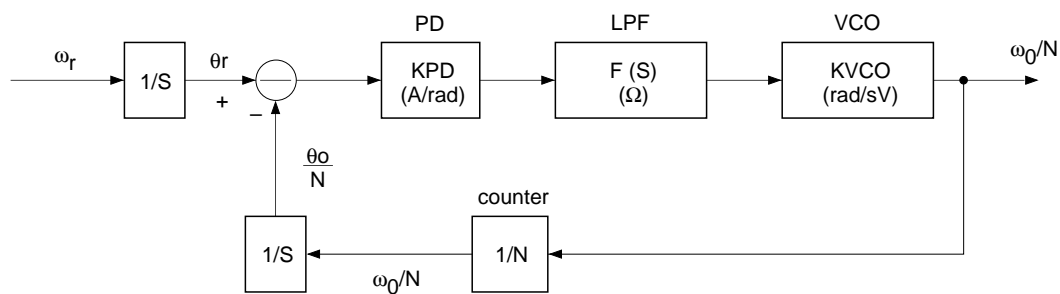 PD
LPF
VCO
ωr
1/S
θr
+
−
KPD
(A/rad)
F (S)
(Ω)
KVCO
(rad/sV)
ω0/N
θo
N
counter
1/S
1/N
ω0/N